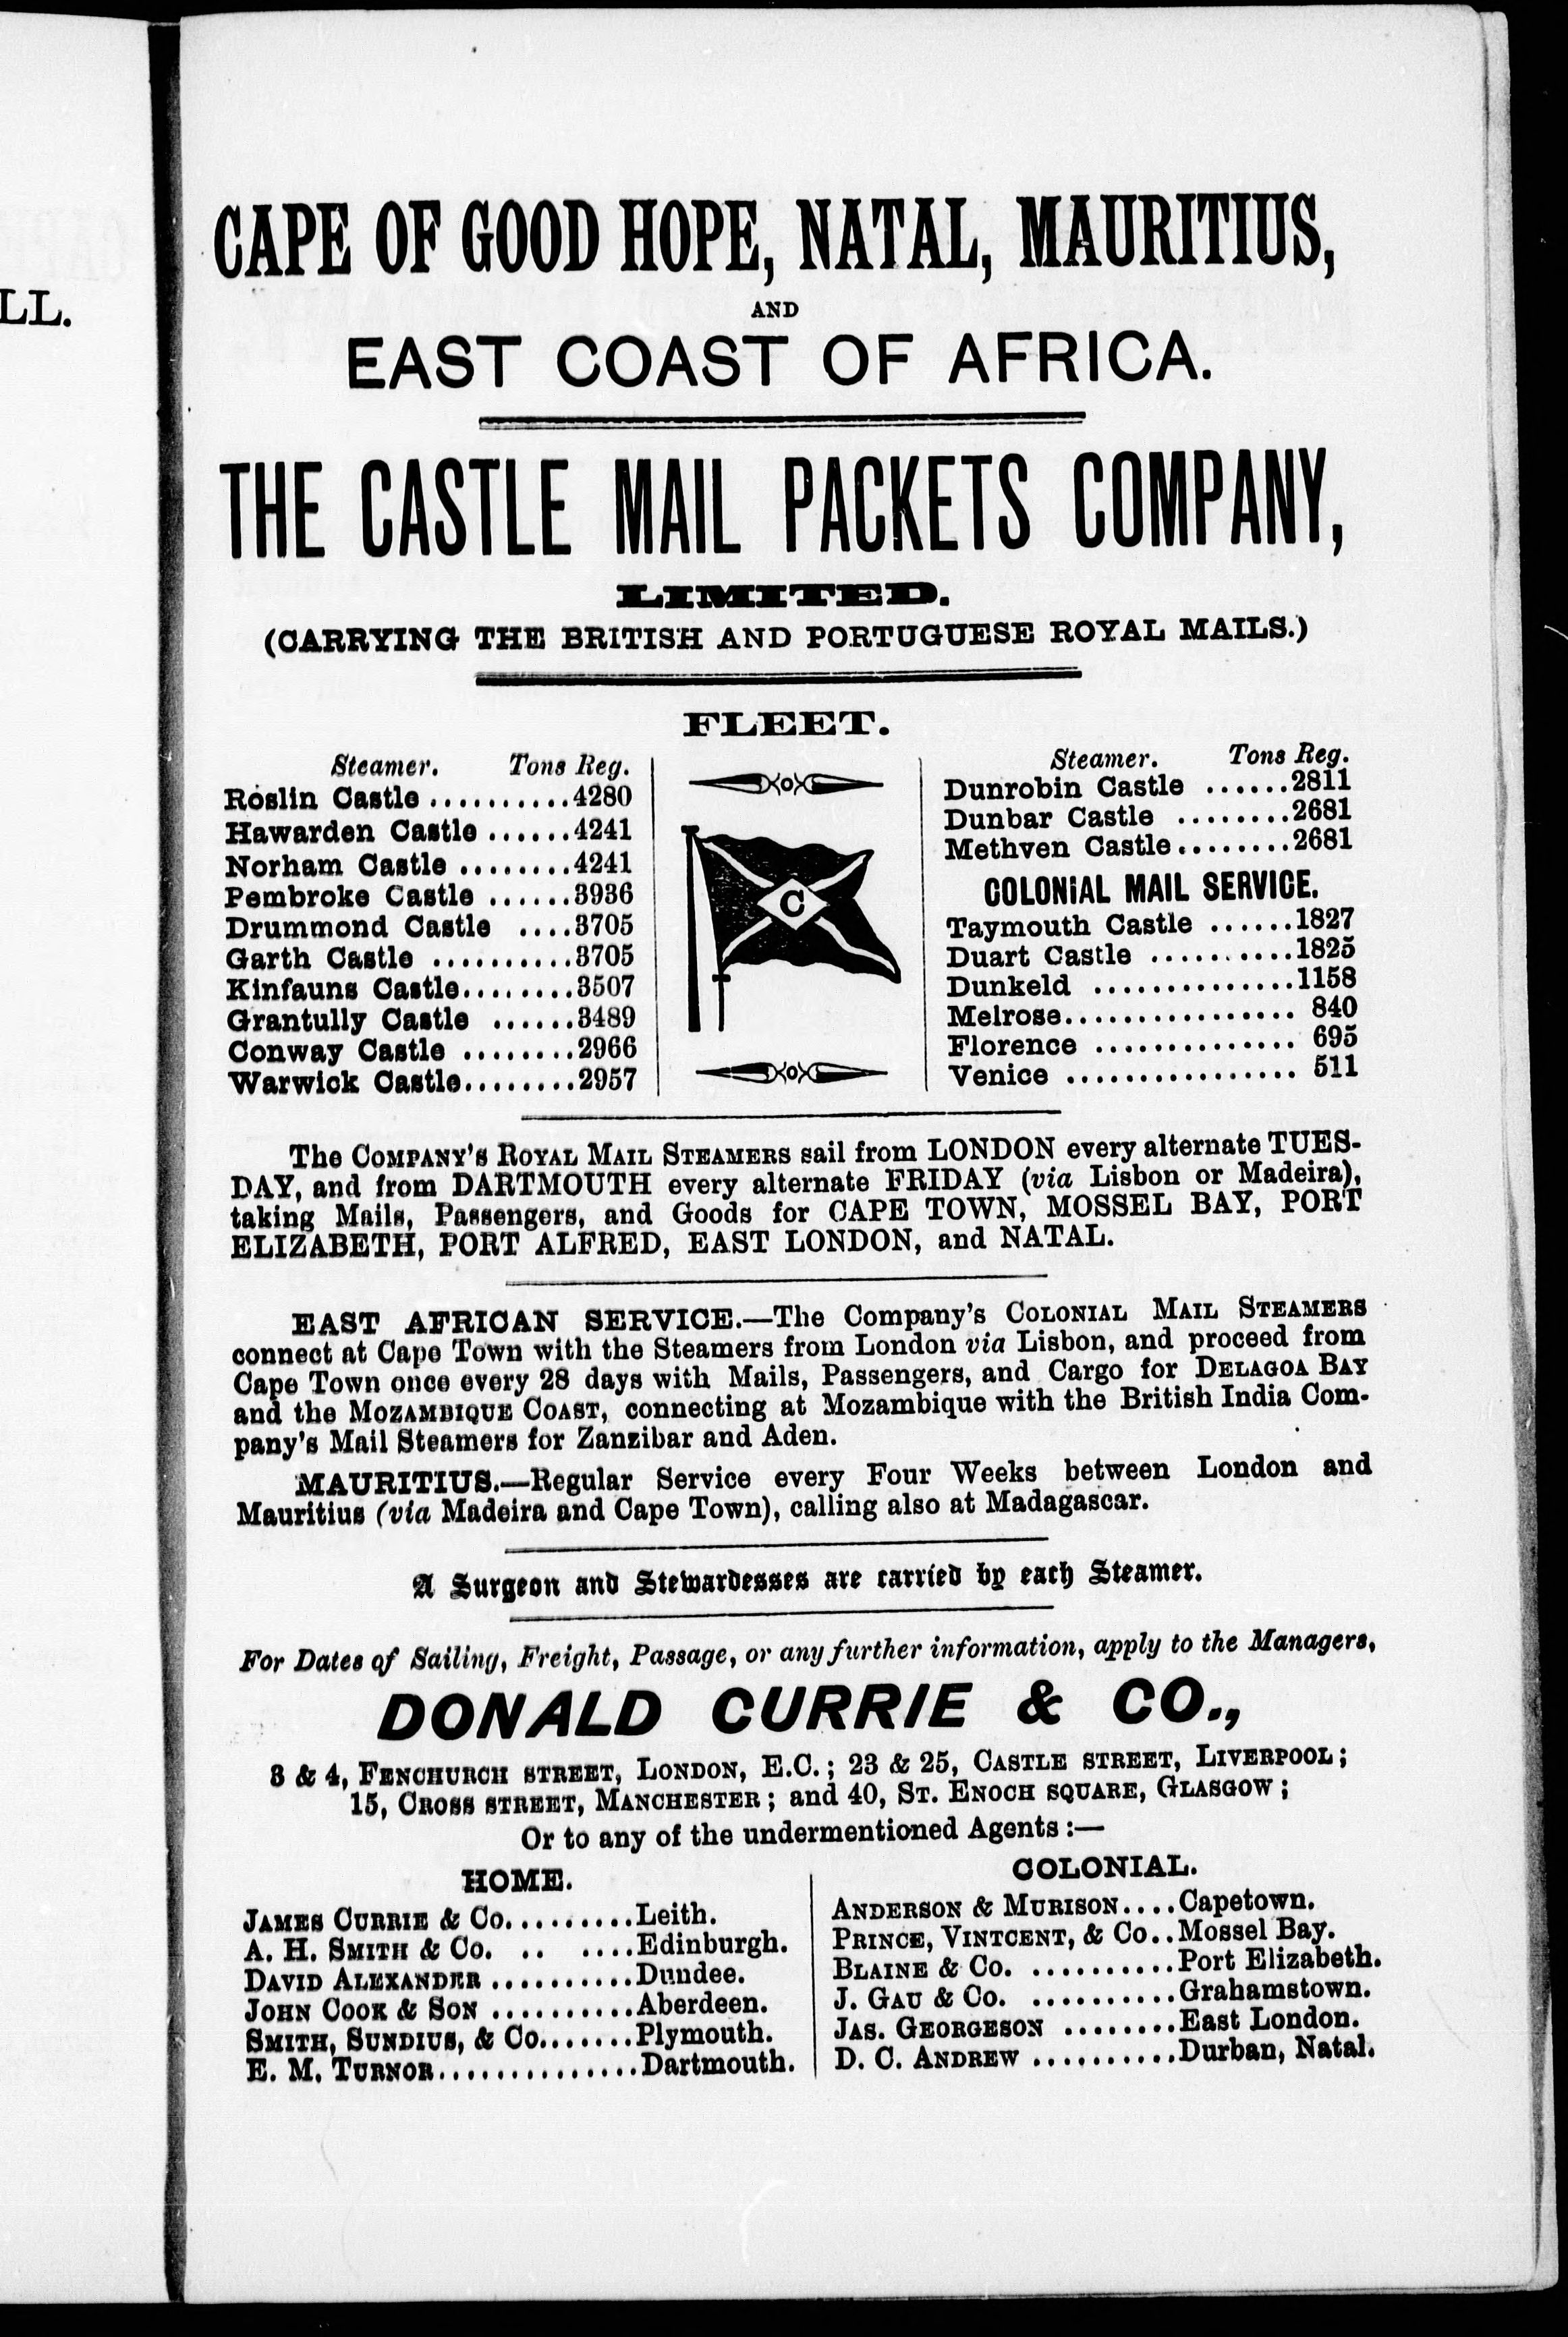 LL.
CAPE OF GOOD HOPE, NATAL, MAURITIUS,
AND
EAST COAST OF AFRICA.
THE CASTLE MAIL PACKETS COMPANY,
LIMITED.
(CARRYING THE BRITISH AND PORTUGUESE ROYAL MAILS.)
FLEET.
Steamer. Tons Reg.
Roslin Castle ..........4280
Hawarden Castle ......4241
Norham Castle ........4241
Pembroke Castle ......3936
Drummond Castle ....3705
Garth Castle ..........3705
Kinfauns Castle........3507
Grantully Castle ......3489
Conway Castle ........2966
Warwick Castle........2957
C
Steamer. Tons Reg.
Dunrobin Castle ......2811
Dunbar Castle ........2681
Methven Castle........2681
COLONIAL MAIL SERVICE.
Taymouth Castle ......1827
Duart Castle ..........1825
Dunkeld ..............1158
Melrose................ 840
Florence .............. 695
Venice ................ 511
The COMPANY'S ROYAL MAIL STEAMERS sail from LONDON every alternate TUES-
DAY, and from DARTMOUTH every alternate FRIDAY (via Lisbon or Madeira),
taking Mails, Passengers, and Goods for CAPE TOWN, MOSSEL BAY, PORT
ELIZABETH, PORT ALFRED, EAST LONDON, and NATAL.
EAST AFRICAN SERVICE.—The Company's COLONIAL MAIL STEAMERS
connect at Cape Town with the Steamers from London via Lisbon, and proceed from
Cape Town once every 28 days with Mails, Passengers, and Cargo for DELAGOA BAY
and the MOZAMBIQUE COAST, connecting at Mozambique with the British India Com-
pany's Mail Steamers for Zanzibar and Aden.
MAURITIUS.—Regular Service every Four Weeks between London and
Mauritius (via Madeira and Cape Town), calling also at Madagascar.
A Surgeon and Stewardesses are carried by each Steamer.
For Dates of Sailing, Freight, Passage, or any further information, apply to the Managers,
DONALD CURRIE & CO.,
3 & 4, FENCHURCH STREET, LONDON, E.C.; 23 & 25, CASTLE STREET, LIVERPOOL;
15, CROSS STREET, MANCHESTER; and 40, ST. ENOCH SQUARE, GLASGOW;
Or to any of the undermentioned Agents:—
HOME.
JAMES CURRIE & CO.........Leith.
A. H. SMITH & CO. .. ....Edinburgh.
DAVID ALEXANDER ..........Dundee.
JOHN COOK & SON ..........Aberdeen.
SMITH, SUNDIUS, & CO.......Plymouth.
E. M. TURNOR..............Dartmouth.
COLONIAL.
ANDERSON & MURISON....Capetown.
PRINCE, VINTCENT, & CO..Mossel Bay.
BLAINE & CO. ..........Port Elizabeth.
J. GAU & CO. ..........Grahamstown.
JAS. GEORGESON ........East London.
D. C. ANDREW ..........Durban, Natal.